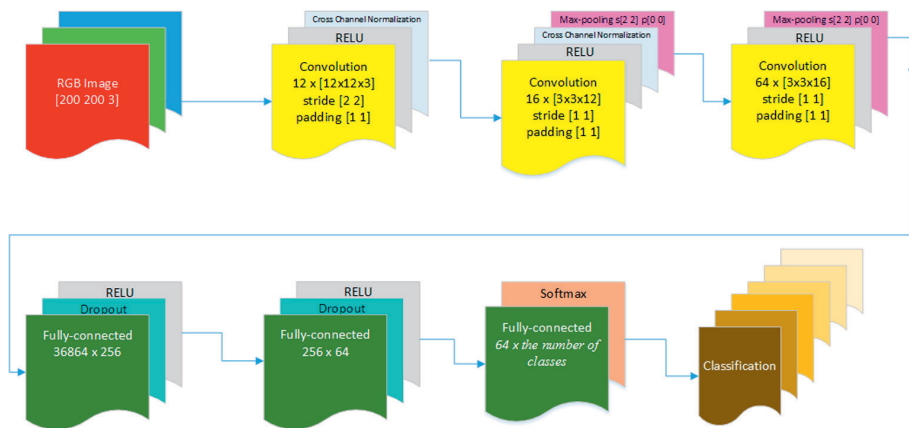 RGB Image
[200 200 3]
Cross Channel Normalization
RELU
Convolution
12 x [12x12x3]
stride [2 2]
padding [1 1]
Max-pooling s[2 2] p[0 0]
Cross Channel Normalization
RELU
Convolution
16 x [3x3x12]
stride [1 1]
padding [1 1]
Max-pooling s[2 2] p[0 0]
RELU
Convolution
64 x [3x3x16]
stride [1 1]
padding [1 1]
RELU
Dropout
Fully-connected
36864 x 256
RELU
Dropout
Fully-connected
256 x 64
Softmax
Fully-connected
64 x the number of
classes
Classification